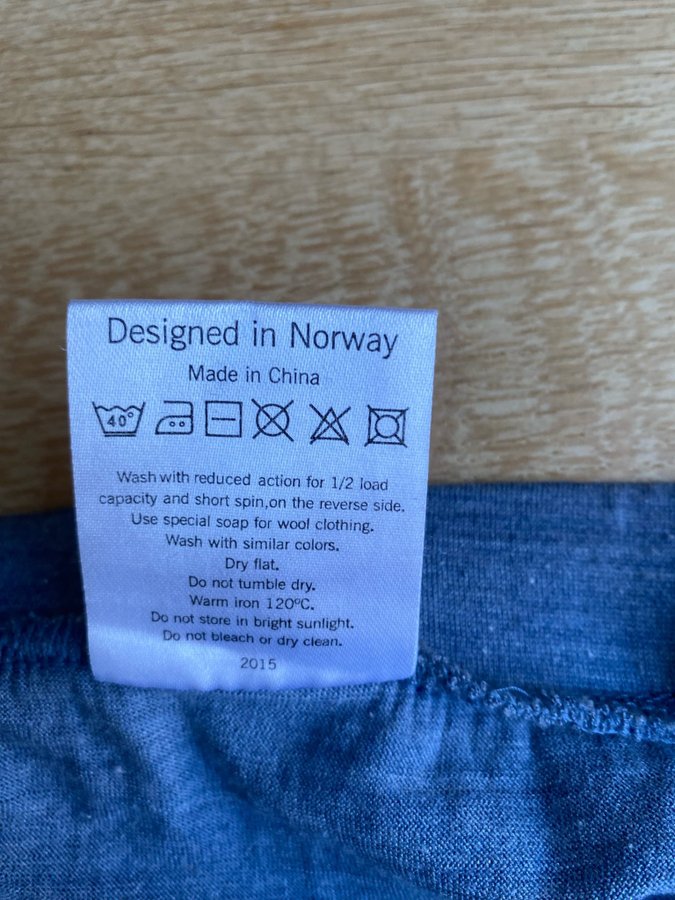 Designed in Norway
Made in China
40°
Wash with reduced action for 1/2 load
capacity and short spin,on the reverse side.
Use special soap for wool clothing.
Wash with similar colors.
Dry flat.
Do not tumble dry.
Warm iron 120ºC.
Do not store in bright sunlight.
Do not bleach or dry clean.
2015